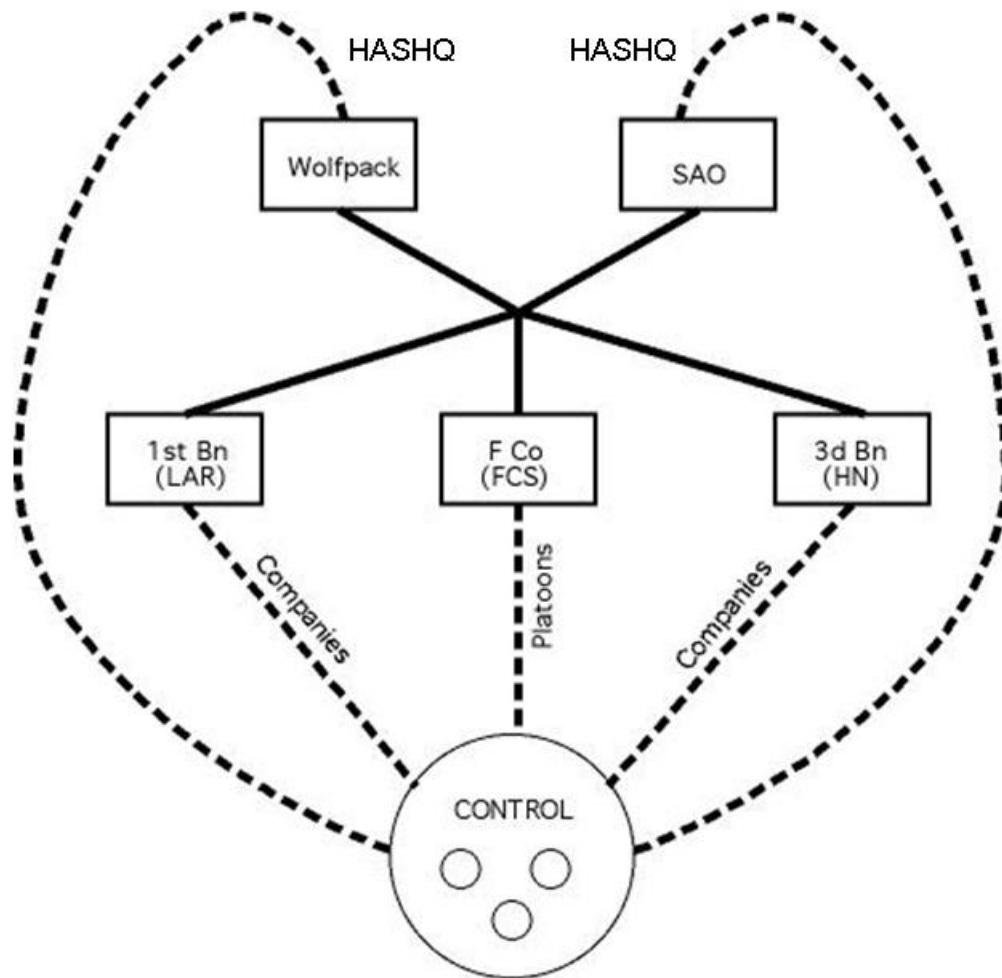 HASHQ
HASHQ
Wolfpack
SAO
1st Bn
(LAR)
F Co
(FCS)
3d Bn
(HN)
Companies
Platoons
Companies
CONTROL